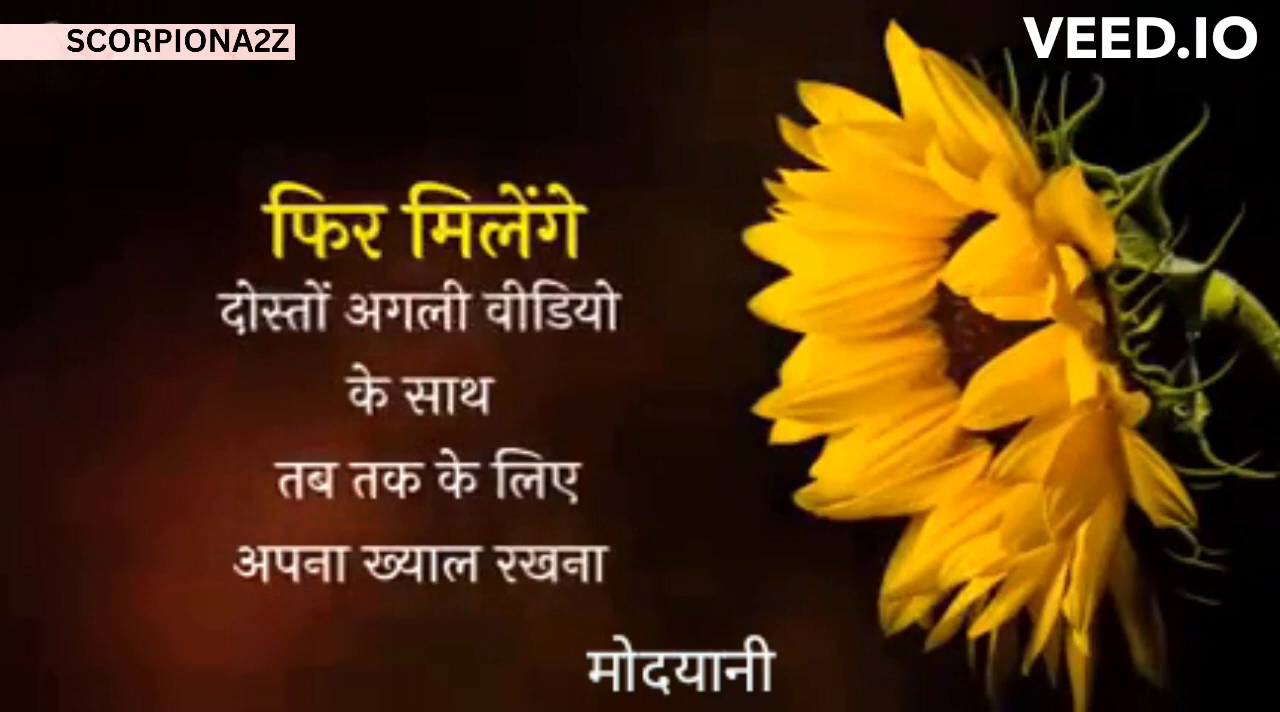 SCORPIONA2Z
VEED.IO
फिर मिलेंगे
दोस्तों अगली वीडियो
के साथ
तब तक के लिए
अपना ख्याल रखना
मोदयानी